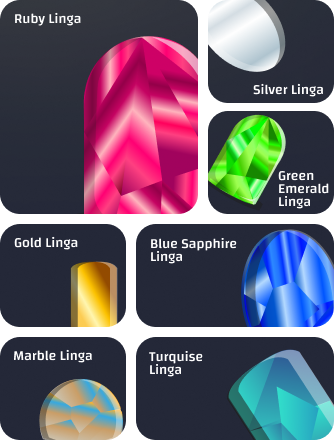 Ruby Linga
Silver Linga
Green
Emerald
Linga
Gold Linga
Blue Sapphire
Linga
Marble Linga
Turquise
Linga